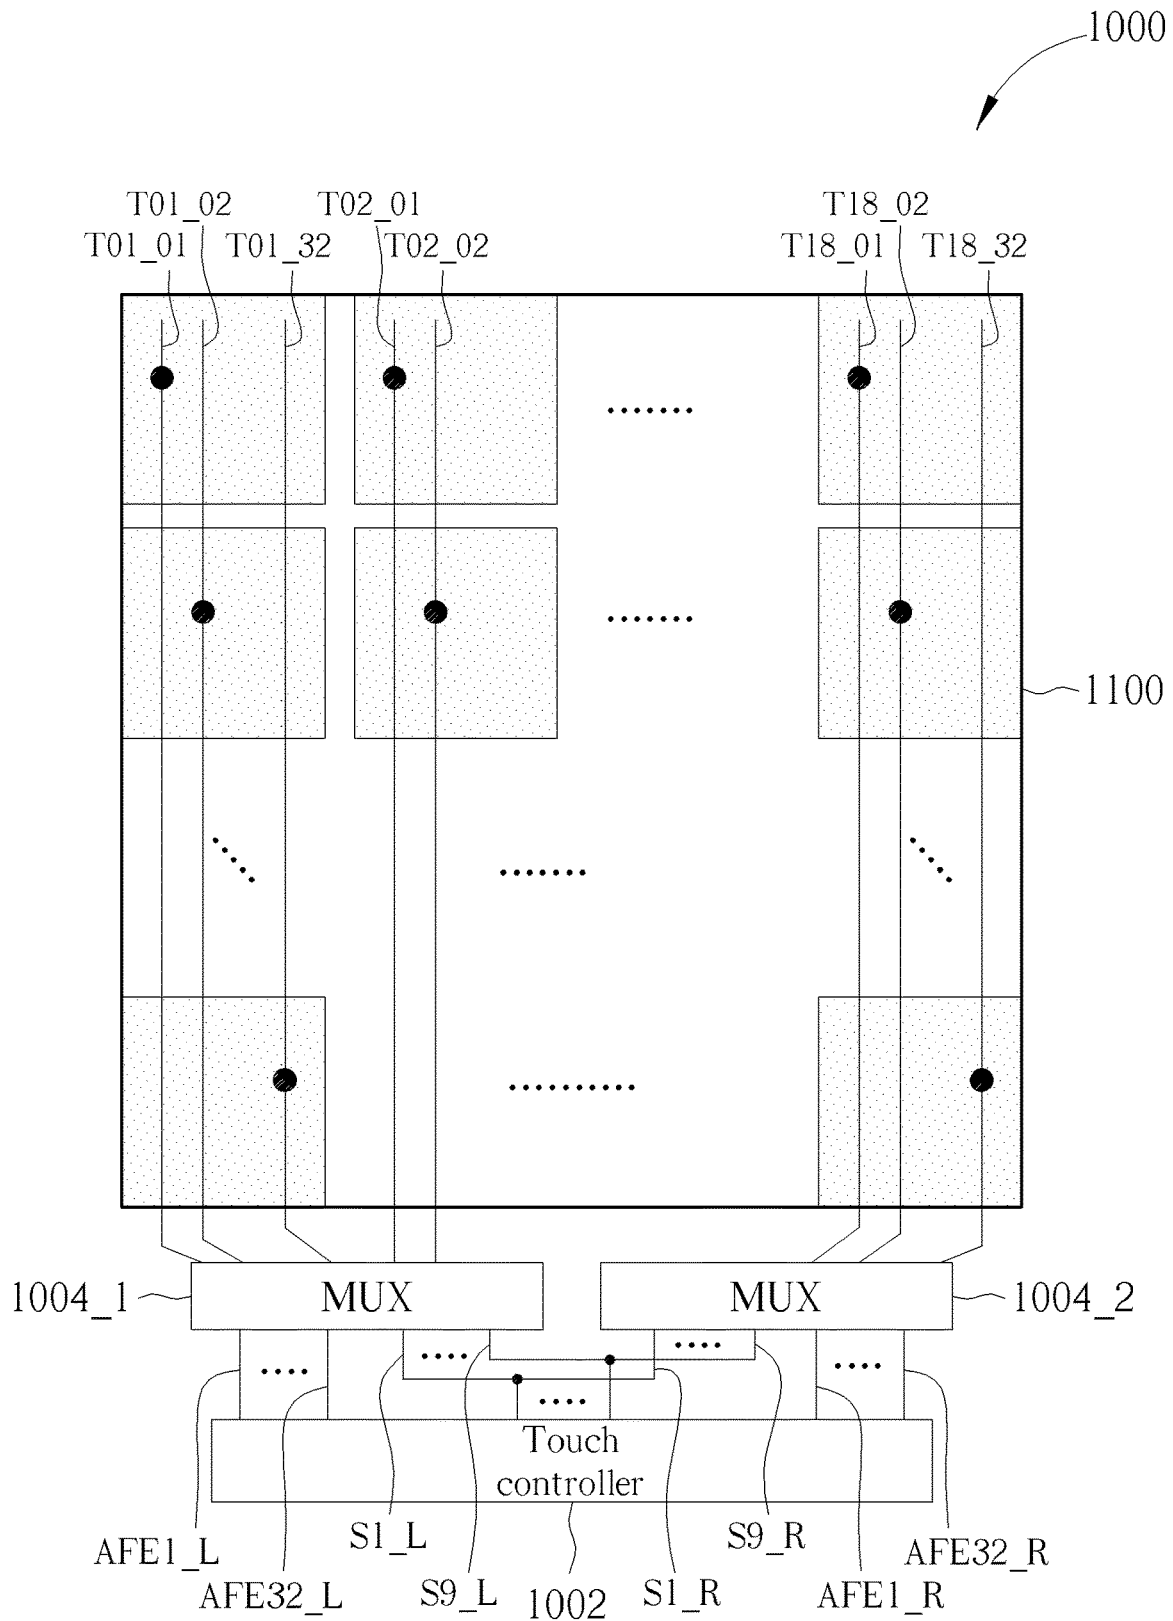 1000
T01_02 T02_01 T18_02
T01_01 T01_32 T02_02 T18_01 T18_32
1100
1004_1 MUX MUX 1004_2
Touch
controller
S1_L S9_R
AFE1_L AFE32_R
AFE32_L S9_L 1002 S1_R AFE1_R